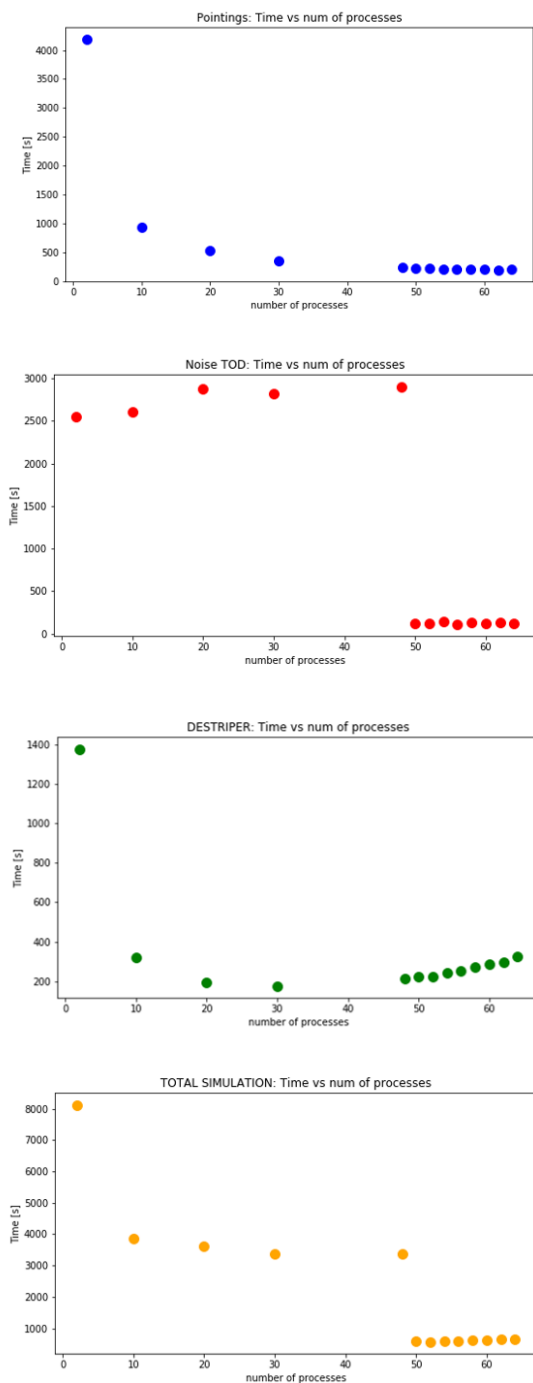 Pointings: Time vs num of processes
4000
3500
3000
2500
2000
1500
1000
500
0
Time [s]
0 10 20 30 40 50 60
number of processes
Noise TOD: Time vs num of processes
3000
2500
2000
1500
1000
500
0
Time [s]
0 10 20 30 40 50 60
number of processes
DESTRIPER: Time vs num of processes
1400
1200
1000
800
600
400
200
Time [s]
0 10 20 30 40 50 60
number of processes
TOTAL SIMULATION: Time vs num of processes
8000
7000
6000
5000
4000
3000
2000
1000
Time [s]
0 10 20 30 40 50 60
number of processes